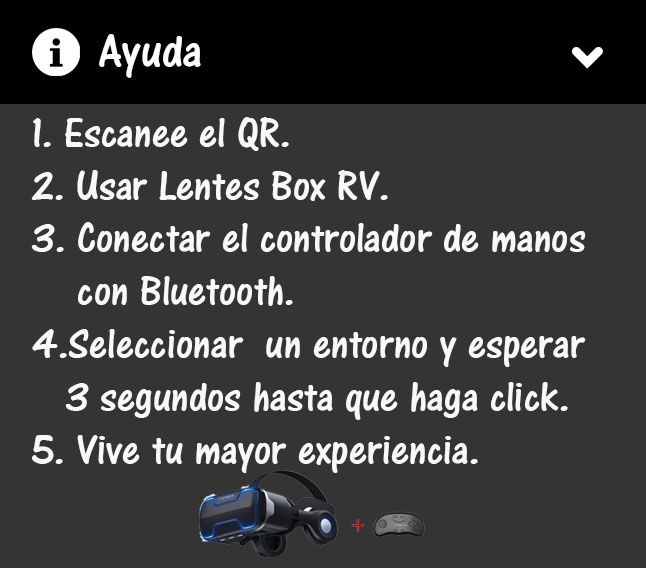 Ayuda
1. Escanee el QR.
2. Usar Lentes Box RV.
3. Conectar el controlador de manos
con Bluetooth.
4.Seleccionar un entorno y esperar
3 segundos hasta que haga click.
5. Vive tu mayor experiencia.